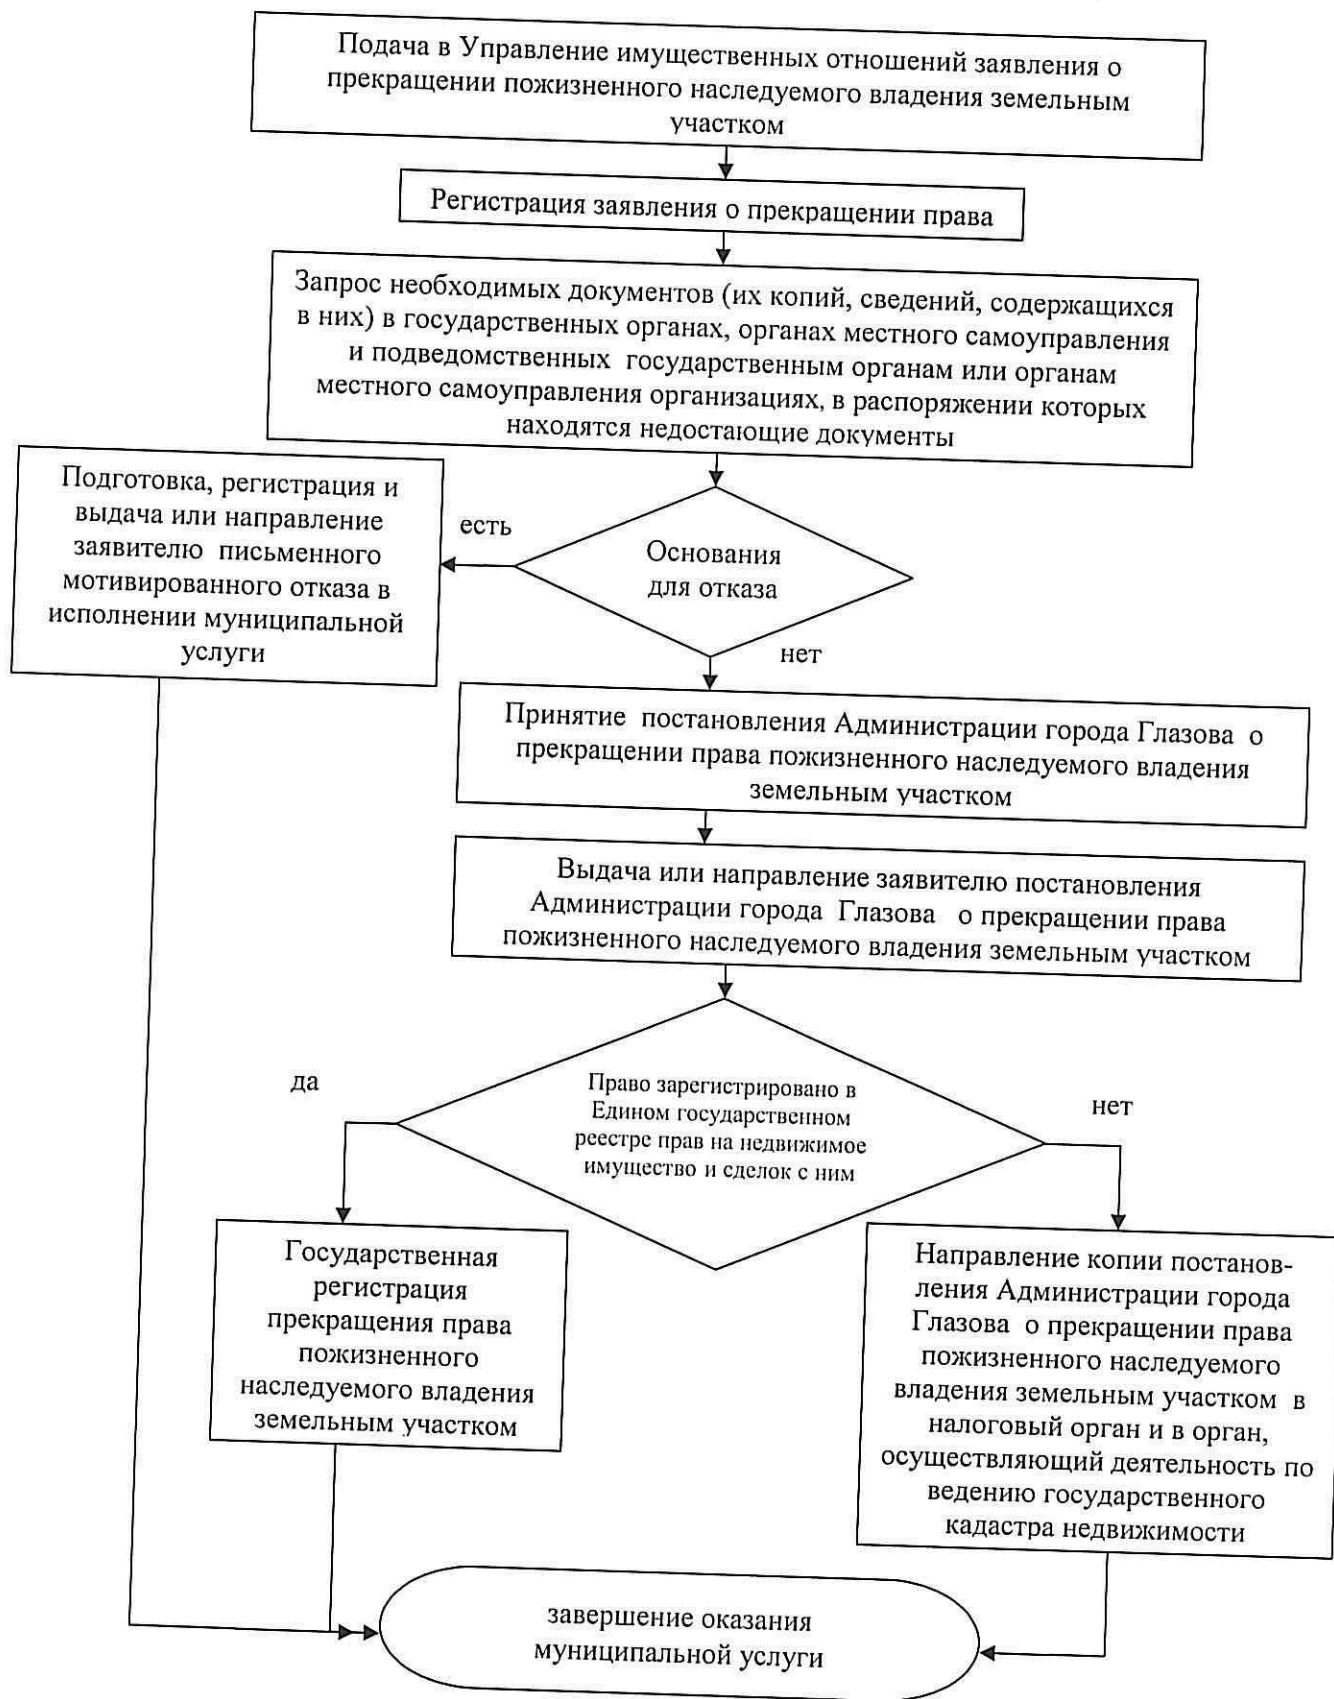 Подача в Управление имущественных отношений заявления о
прекращении пожизненного наследуемого владения земельным
участком
Регистрация заявления о прекращении права
Запрос необходимых документов (их копий, сведений, содержащихся
в них) в государственных органах, органах местного самоуправления
и подведомственных государственным органам или органам
местного самоуправления организациях, в распоряжении которых
находятся недостающие документы
Подготовка, регистрация и
выдача или направление
заявителю письменного
мотивированного отказа в
исполнении муниципальной
услуги
есть
Основания
для отказа
нет
Принятие постановления Администрации города Глазова о
прекращении права пожизненного наследуемого владения
земельным участком
Выдача или направление заявителю постановления
Администрации города Глазова о прекращении права
пожизненного наследуемого владения земельным участком
да
Право зарегистрировано в
Едином государственном
реестре прав на недвижимое
имущество и сделок с ним
нет
Государственная
регистрация
прекращения права
пожизненного
наследуемого владения
земельным участком
Направление копии постанов-
ления Администрации города
Глазова о прекращении права
пожизненного наследуемого
владения земельным участком в
налоговый орган и в орган,
осуществляющий деятельность по
ведению государственного
кадастра недвижимости
завершение оказания
муниципальной услуги